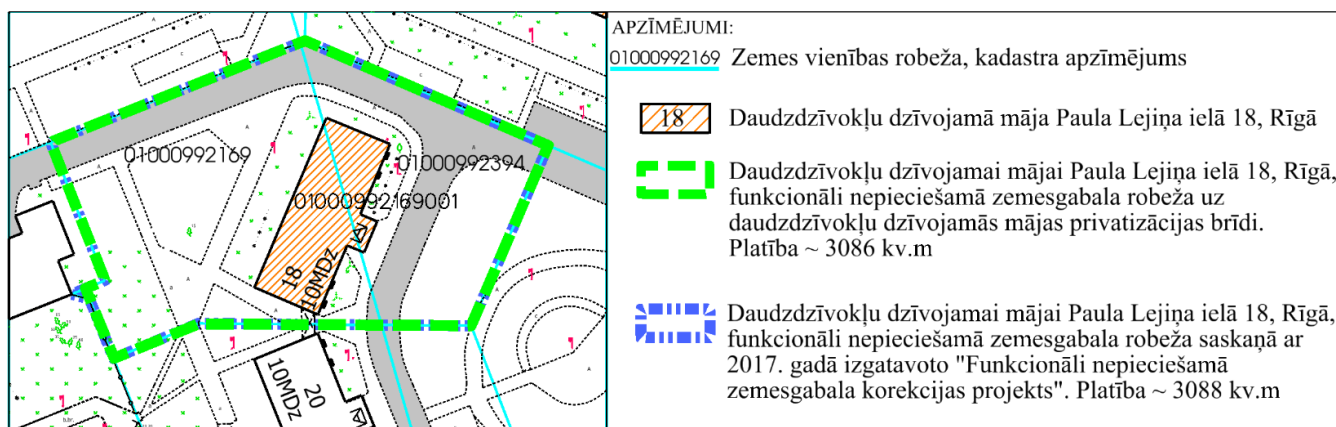 01000992169
01000992394
01000992169001
18
10MDz
20
10MDz
APZĪMĒJUMI:
01000992169 Zemes vienības robeža, kadastra apzīmējums
18 Daudzdzīvokļu dzīvojamā māja Paula Lejiņa ielā 18, Rīgā
Daudzdzīvokļu dzīvojamai mājai Paula Lejiņa ielā 18, Rīgā,
funkcionāli nepieciešamā zemesgabala robeža uz
daudzdzīvokļu dzīvojamās mājas privatizācijas brīdi.
Platība ~ 3086 kv.m
Daudzdzīvokļu dzīvojamai mājai Paula Lejiņa ielā 18, Rīgā,
funkcionāli nepieciešamā zemesgabala robeža saskaņā ar
2017. gadā izgatavoto "Funkcionāli nepieciešamā
zemesgabala korekcijas projekts". Platība ~ 3088 kv.m